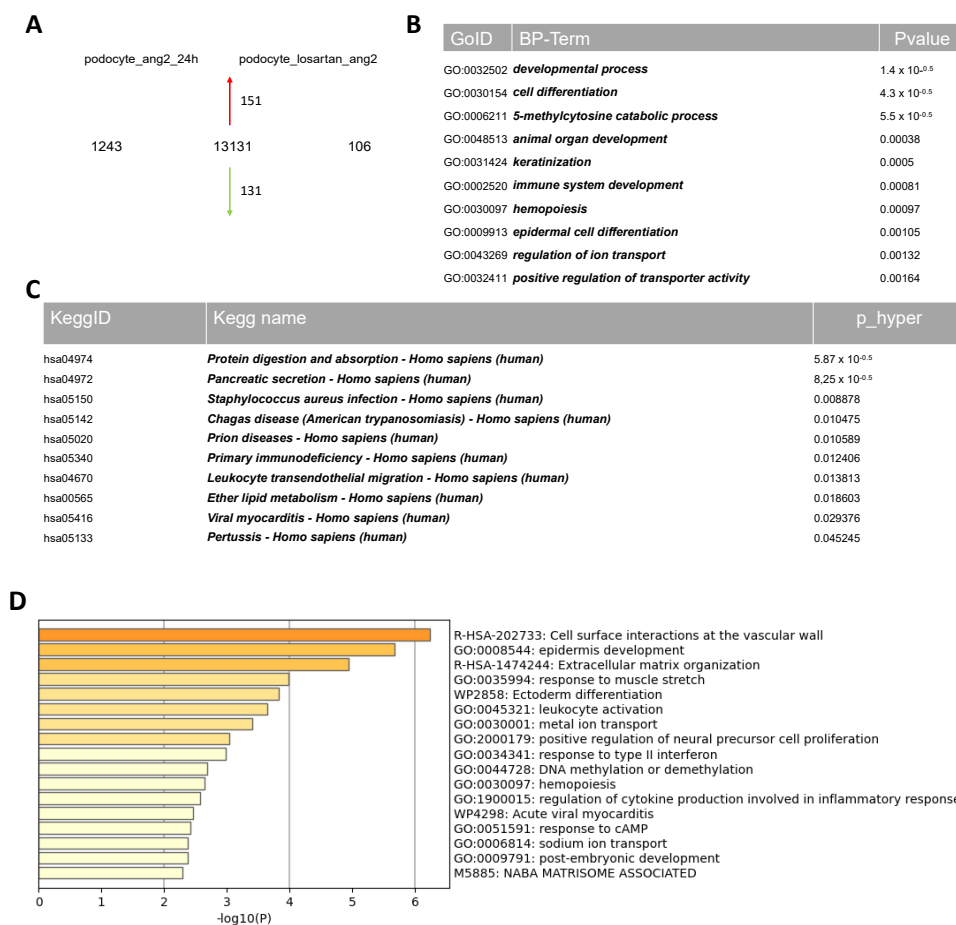 A
podocyte_ang2_24h podocyte_losartan_ang2
151
1243 13131 106
131
B
GoID BP-Term Pvalue
GO:0032502 developmental process 1.4 x 10-0.5
GO:0030154 cell differentiation 4.3 x 10-0.5
GO:0006211 5-methylcytosine catabolic process 5.5 x 10-0.5
GO:0048513 animal organ development 0.00038
GO:0031424 keratinization 0.0005
GO:0002520 immune system development 0.00081
GO:0030097 hemopoiesis 0.00097
GO:0009913 epidermal cell differentiation 0.00105
GO:0043269 regulation of ion transport 0.00132
GO:0032411 positive regulation of transporter activity 0.00164
C
KeggID Kegg name p_hyper
hsa04974 Protein digestion and absorption - Homo sapiens (human) 5.87 x 10-0.5
hsa04972 Pancreatic secretion - Homo sapiens (human) 8,25 x 10-0.5
hsa05150 Staphylococcus aureus infection - Homo sapiens (human) 0.008878
hsa05142 Chagas disease (American trypanosomiasis) - Homo sapiens (human) 0.010475
hsa05020 Prion diseases - Homo sapiens (human) 0.010589
hsa05340 Primary immunodeficiency - Homo sapiens (human) 0.012406
hsa04670 Leukocyte transendothelial migration - Homo sapiens (human) 0.013813
hsa00565 Ether lipid metabolism - Homo sapiens (human) 0.018603
hsa05416 Viral myocarditis - Homo sapiens (human) 0.029376
hsa05133 Pertussis - Homo sapiens (human) 0.045245
D
R-HSA-202733: Cell surface interactions at the vascular wall
GO:0008544: epidermis development
R-HSA-1474244: Extracellular matrix organization
GO:0035994: response to muscle stretch
WP2858: Ectoderm differentiation
GO:0045321: leukocyte activation
GO:0030001: metal ion transport
GO:2000179: positive regulation of neural precursor cell proliferation
GO:0034341: response to type II interferon
GO:0044728: DNA methylation or demethylation
GO:0030097: hemopoiesis
GO:1900015: regulation of cytokine production involved in inflammatory response
WP4298: Acute viral myocarditis
GO:0051591: response to cAMP
GO:0006814: sodium ion transport
GO:0009791: post-embryonic development
M5885: NABA MATRISOME ASSOCIATED
0 1 2 3 4 5 6
-log10(P)